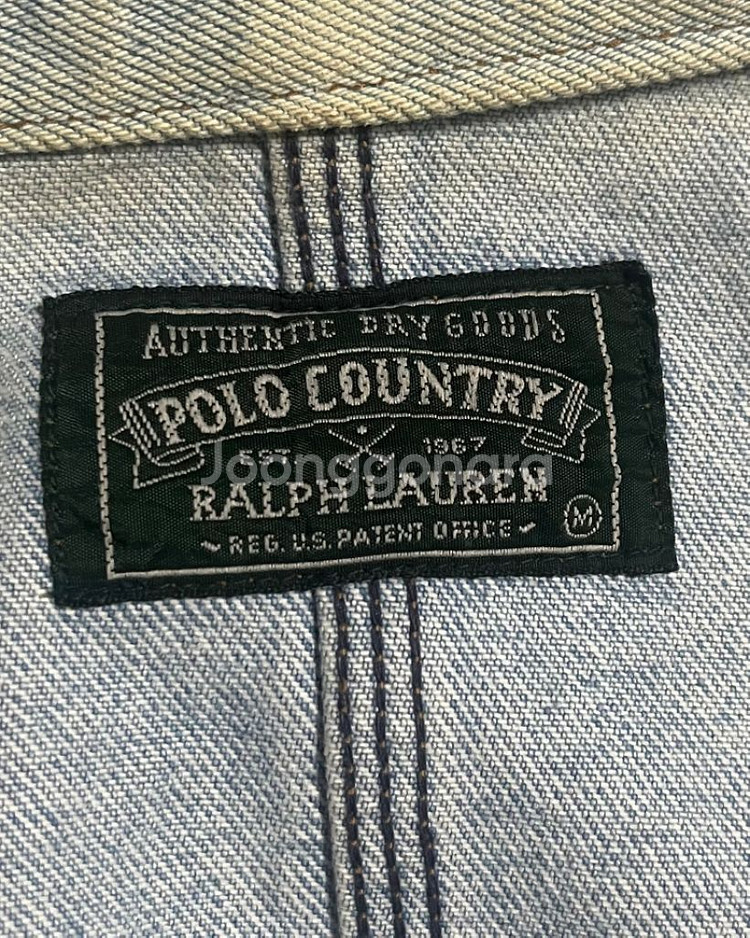 AUTHENTIC DRY GOODS
POLO COUNTRY
EST 1967
Joonggonara
RALPH LAUREN
M
REG. U.S. PATENT OFFICE